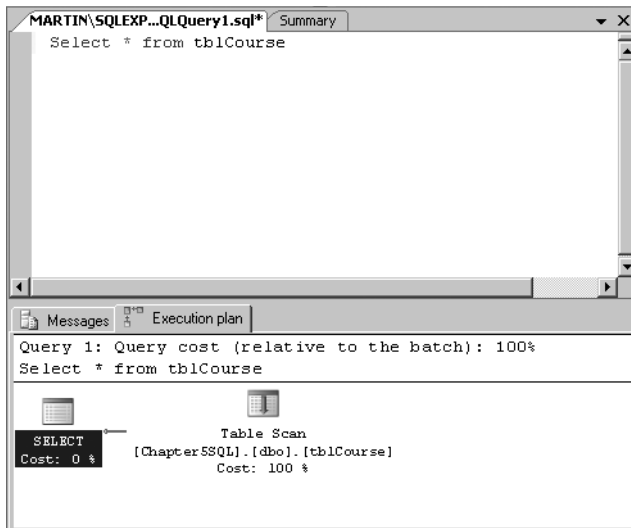 MARTIN\SQLEXP...QLQuery1.sql* Summary
Select * from tblCourse
Messages Execution plan
Query 1: Query cost (relative to the batch): 100%
Select * from tblCourse
SELECT
Cost: 0 %
Table Scan
[Chapter5SQL].[dbo].[tblCourse]
Cost: 100 %